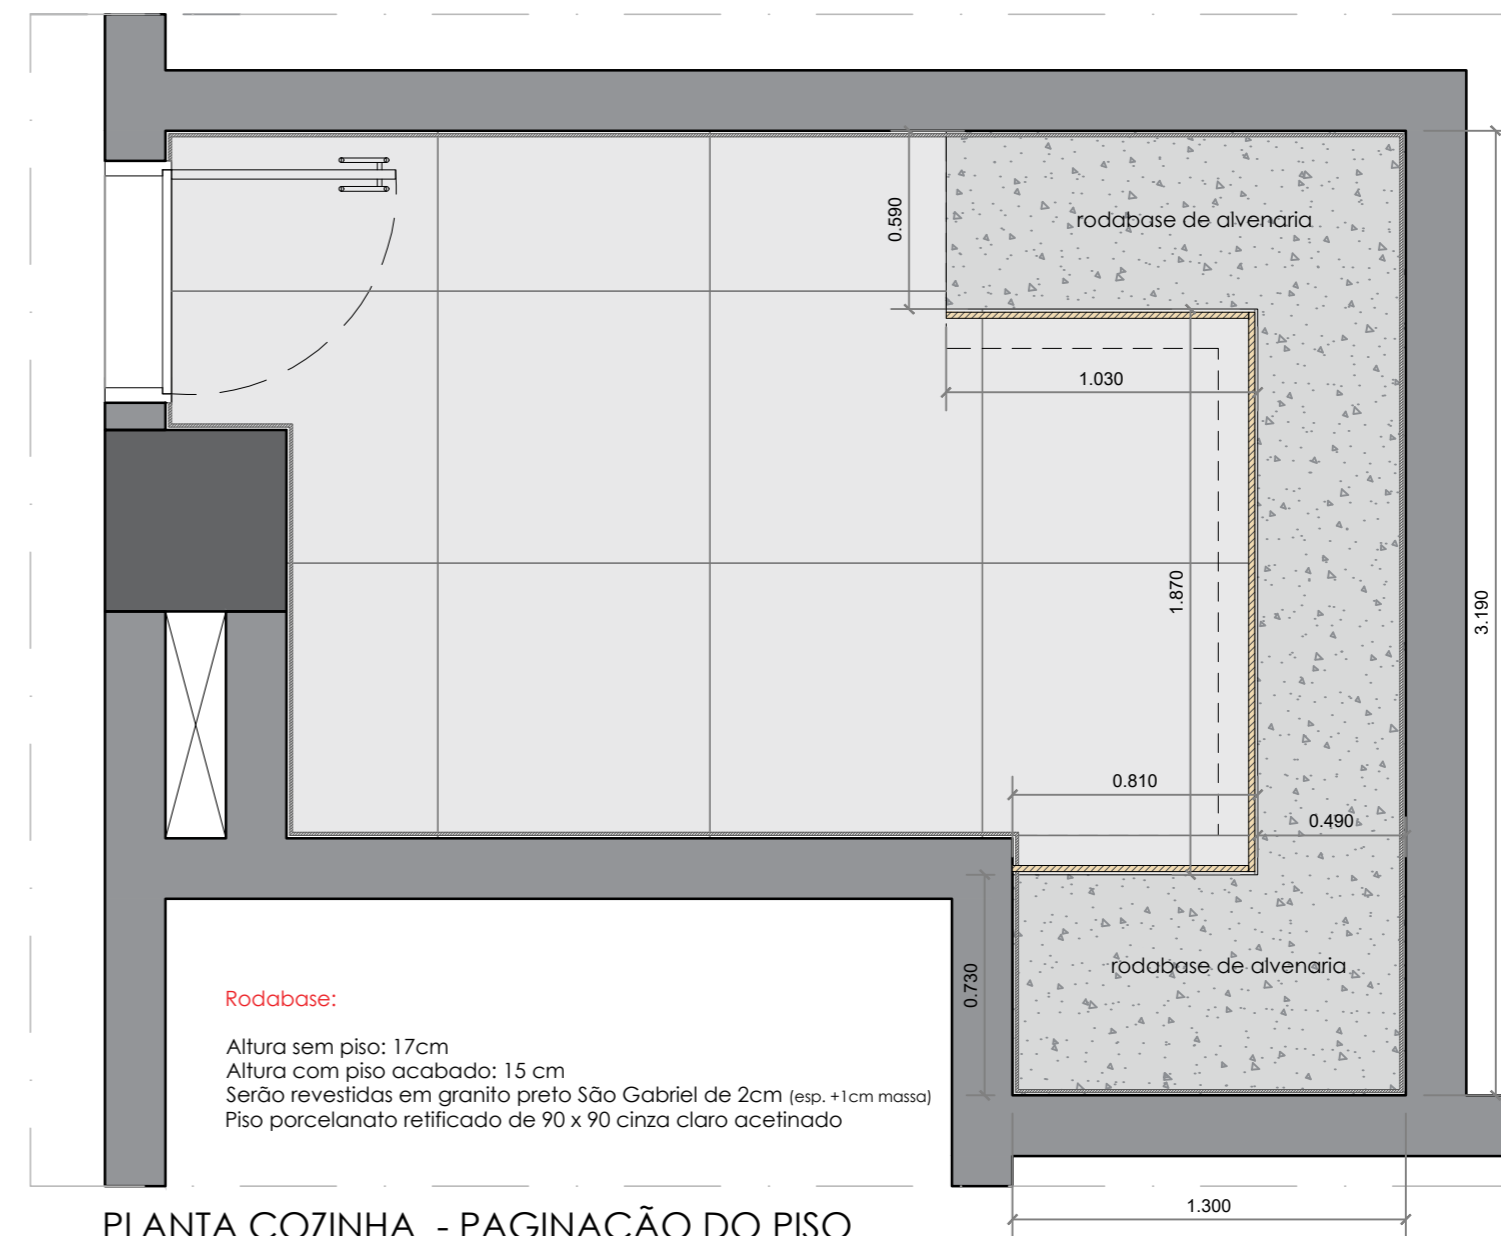 rodabase de alvenaria
0.590
1.030
1.870
3.190
0.810
0.490
rodabase de alvenaria
0.730
Rodabase:
Altura sem piso: 17cm
Altura com piso acabado: 15 cm
Serão revestidas em granito preto São Gabriel de 2cm (esp. +1cm massa)
Piso porcelanato retificado de 90 x 90 cinza claro acetinado
1.300
PLANTA COZINHA - PAGINAÇÃO DO PISO